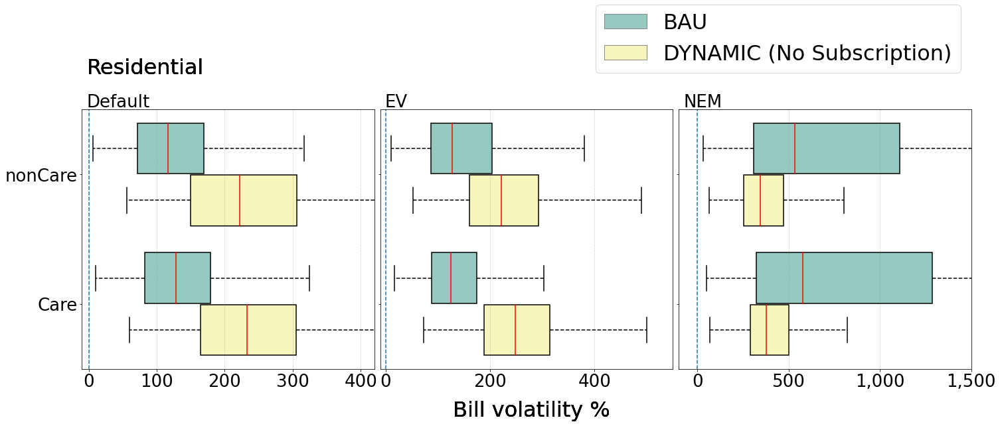 BAU
DYNAMIC (No Subscription)
Residential
Default
EV
NEM
nonCare
Care
0 100 200 300 400
0 200 400
0 500 1,000 1,500
Bill volatility %